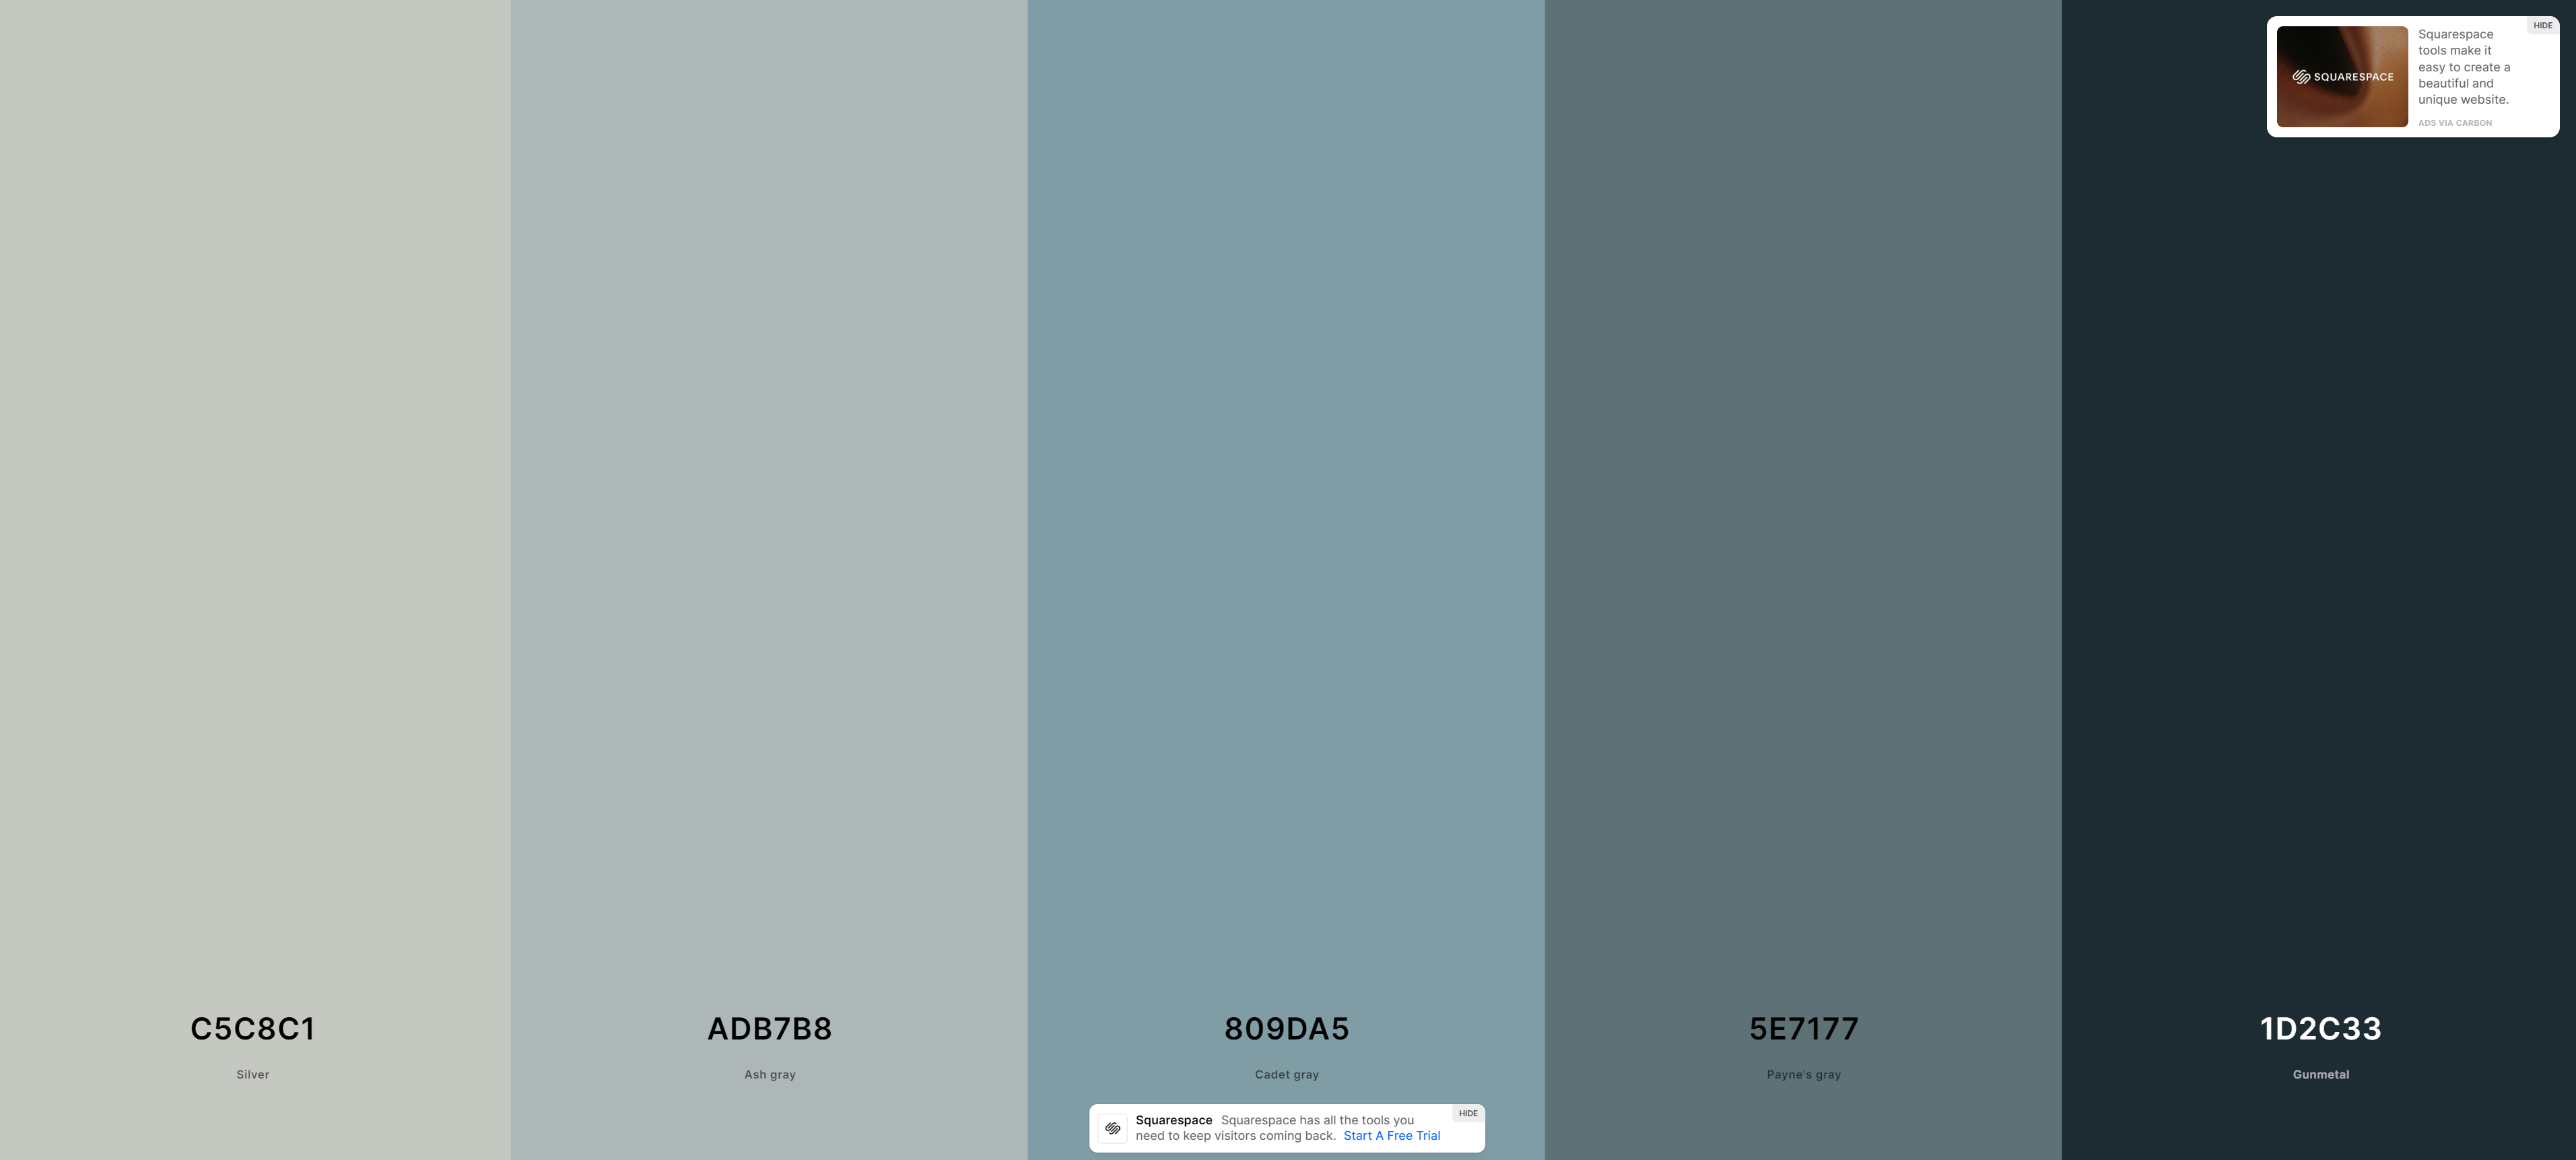 HIDE
Squarespace
tools make it
easy to create a
beautiful and
unique website.
SQUARESPACE
ADS VIA CARBON
C5C8C1
ADB7B8
809DA5
5E7177
1D2C33
Silver
Ash gray
Cadet gray
Payne's gray
Gunmetal
HIDE
Squarespace Squarespace has all the tools you
need to keep visitors coming back. Start A Free Trial